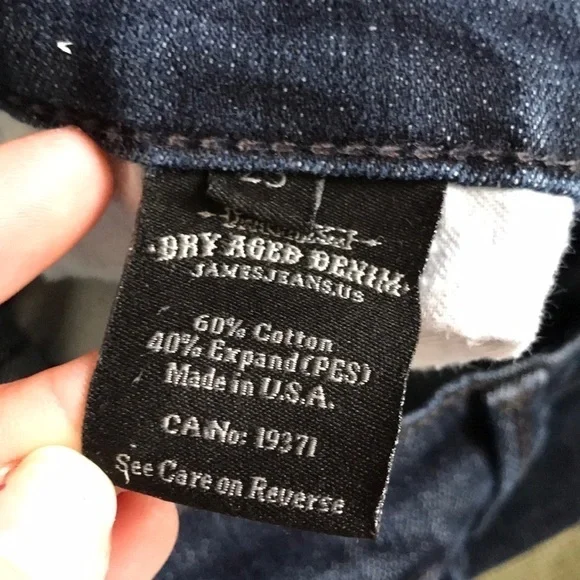 DRY AGED DENIM
JAMESJEANS.US
60% Cotton
40% Expand(PES)
Made in U.S.A.
CA.No: 19371
See Care on Reverse